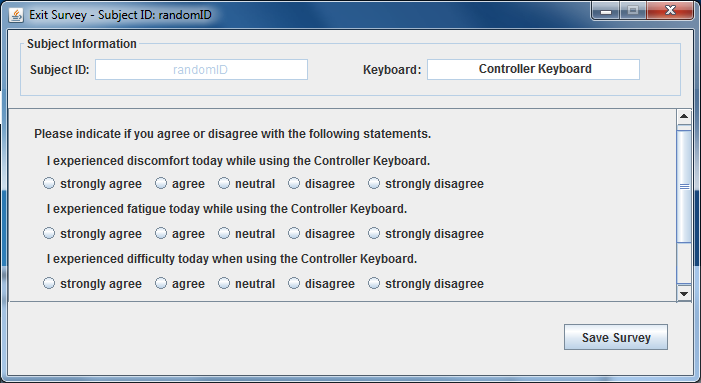 Exit Survey - Subject ID: randomID
Subject Information
Subject ID: randomID Keyboard: Controller Keyboard
Please indicate if you agree or disagree with the following statements.
I experienced discomfort today while using the Controller Keyboard.
strongly agree agree neutral disagree strongly disagree
I experienced fatigue today while using the Controller Keyboard.
strongly agree agree neutral disagree strongly disagree
I experienced difficulty today when using the Controller Keyboard.
strongly agree agree neutral disagree strongly disagree
Save Survey